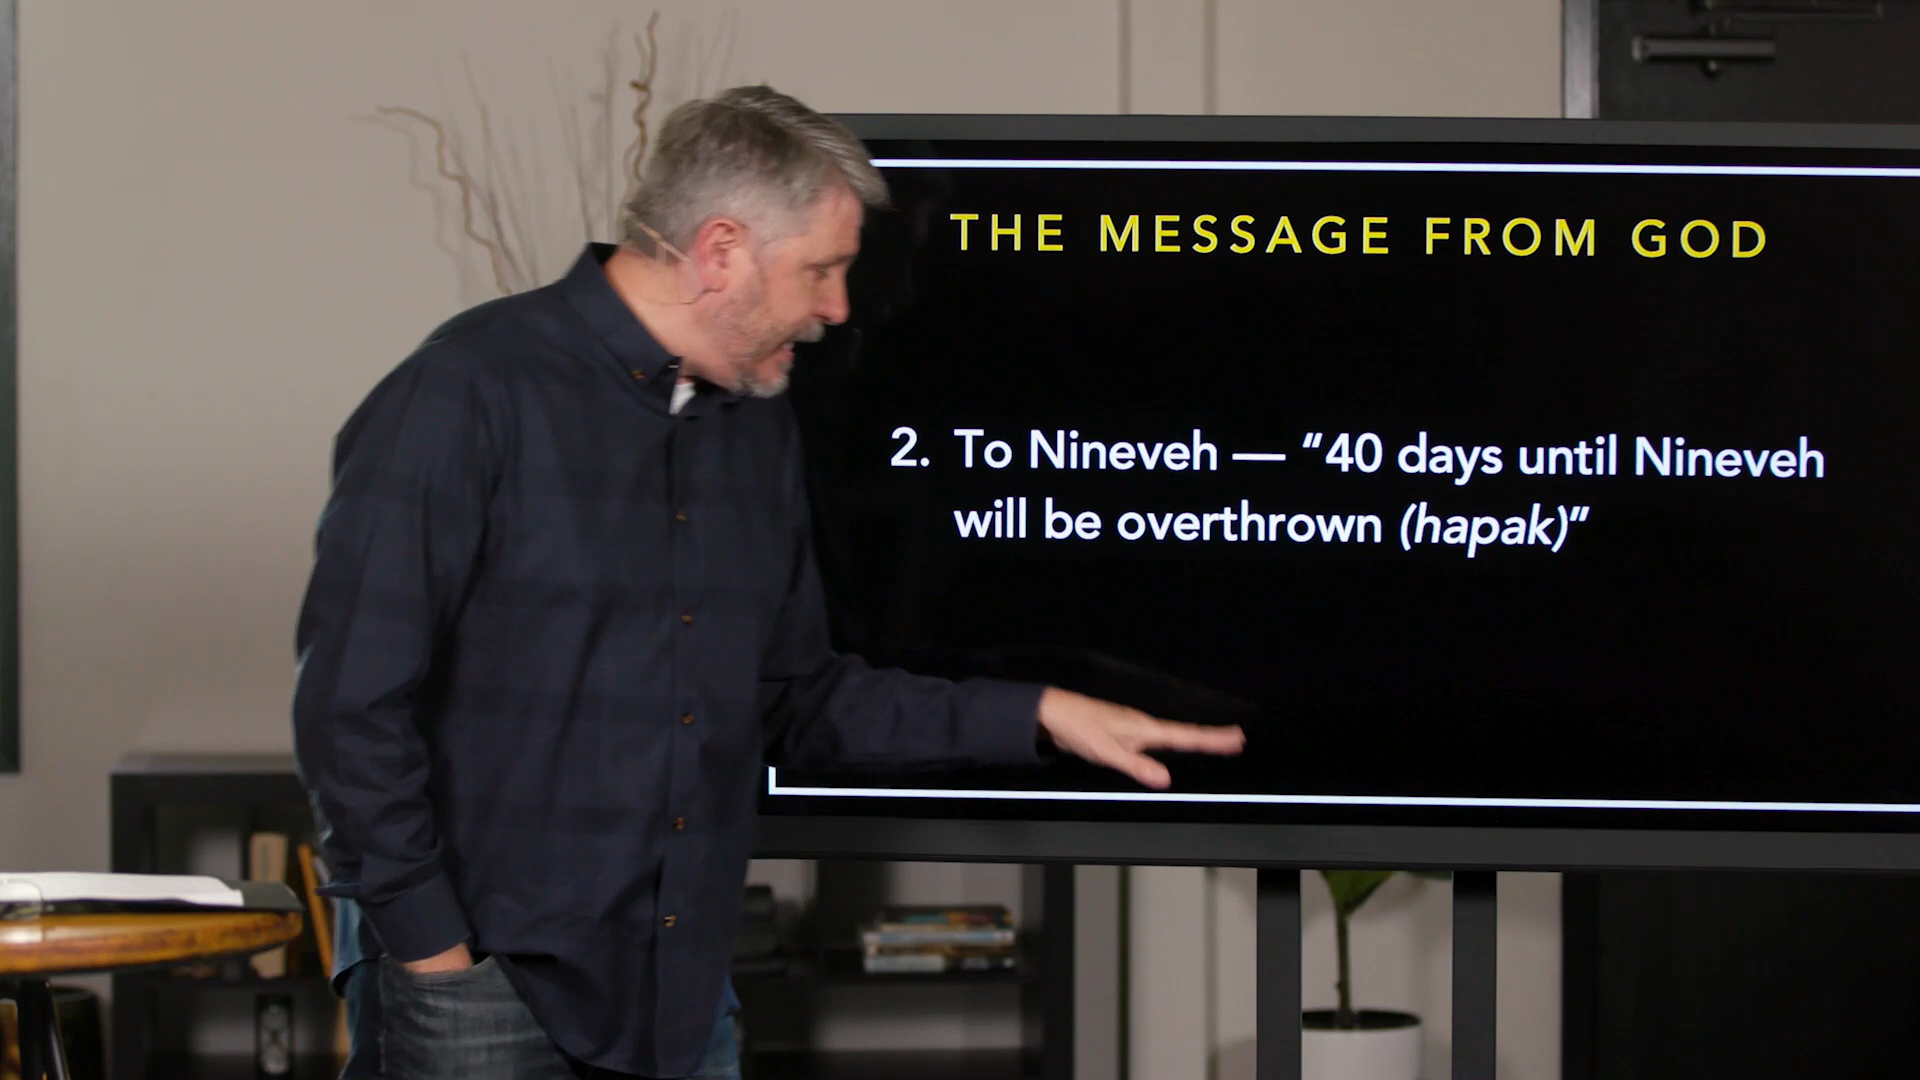 THE MESSAGE FROM GOD
2. To Nineveh — “40 days until Nineveh
will be overthrown (hapak)”